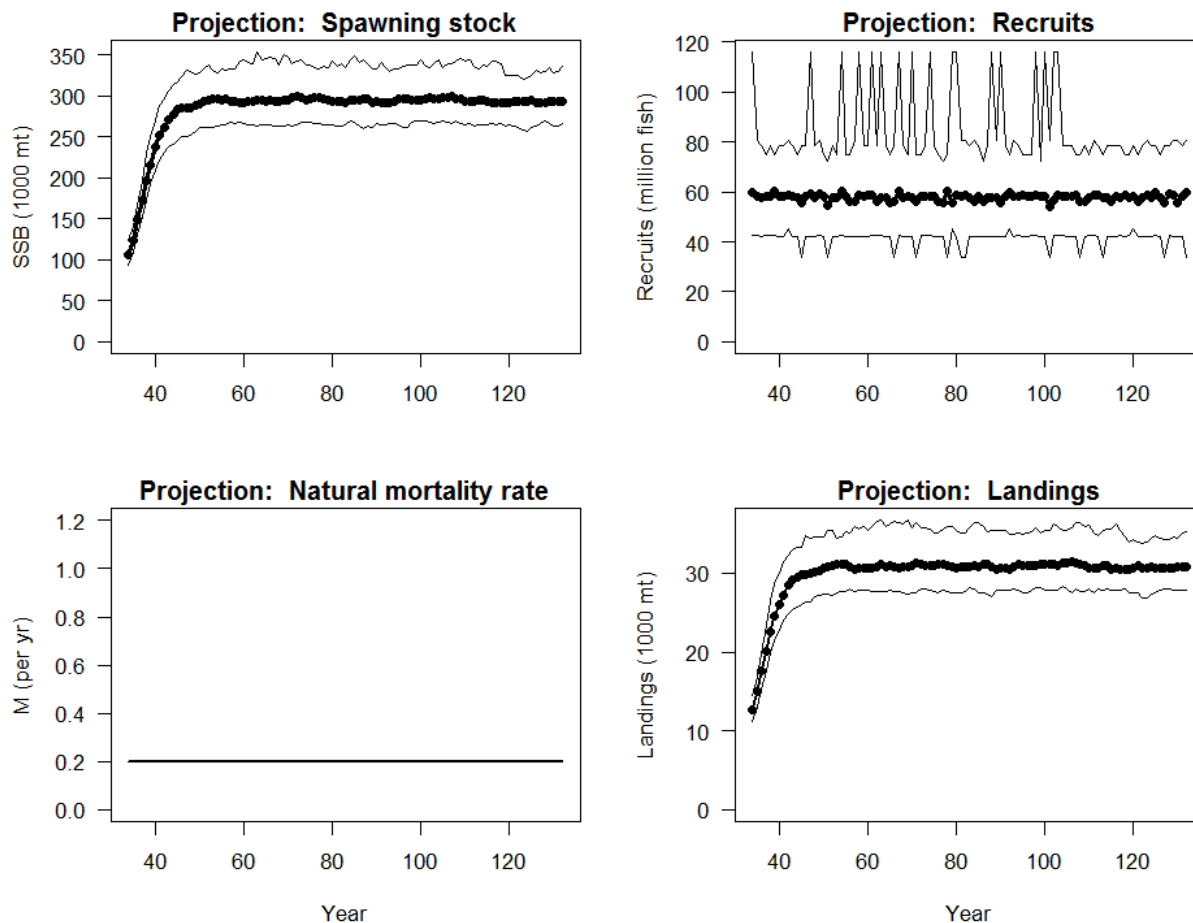 Projection:  Spawning stock
SSB (1000 mt)
350
300
250
200
150
100
50
0
40 60 80 100 120
Projection:  Recruits
Recruits (million fish)
120
100
80
60
40
20
0
40 60 80 100 120
Projection:  Natural mortality rate
M (per yr)
1.2
1.0
0.8
0.6
0.4
0.2
0.0
40 60 80 100 120
Year
Projection:  Landings
Landings (1000 mt)
30
20
10
0
40 60 80 100 120
Year